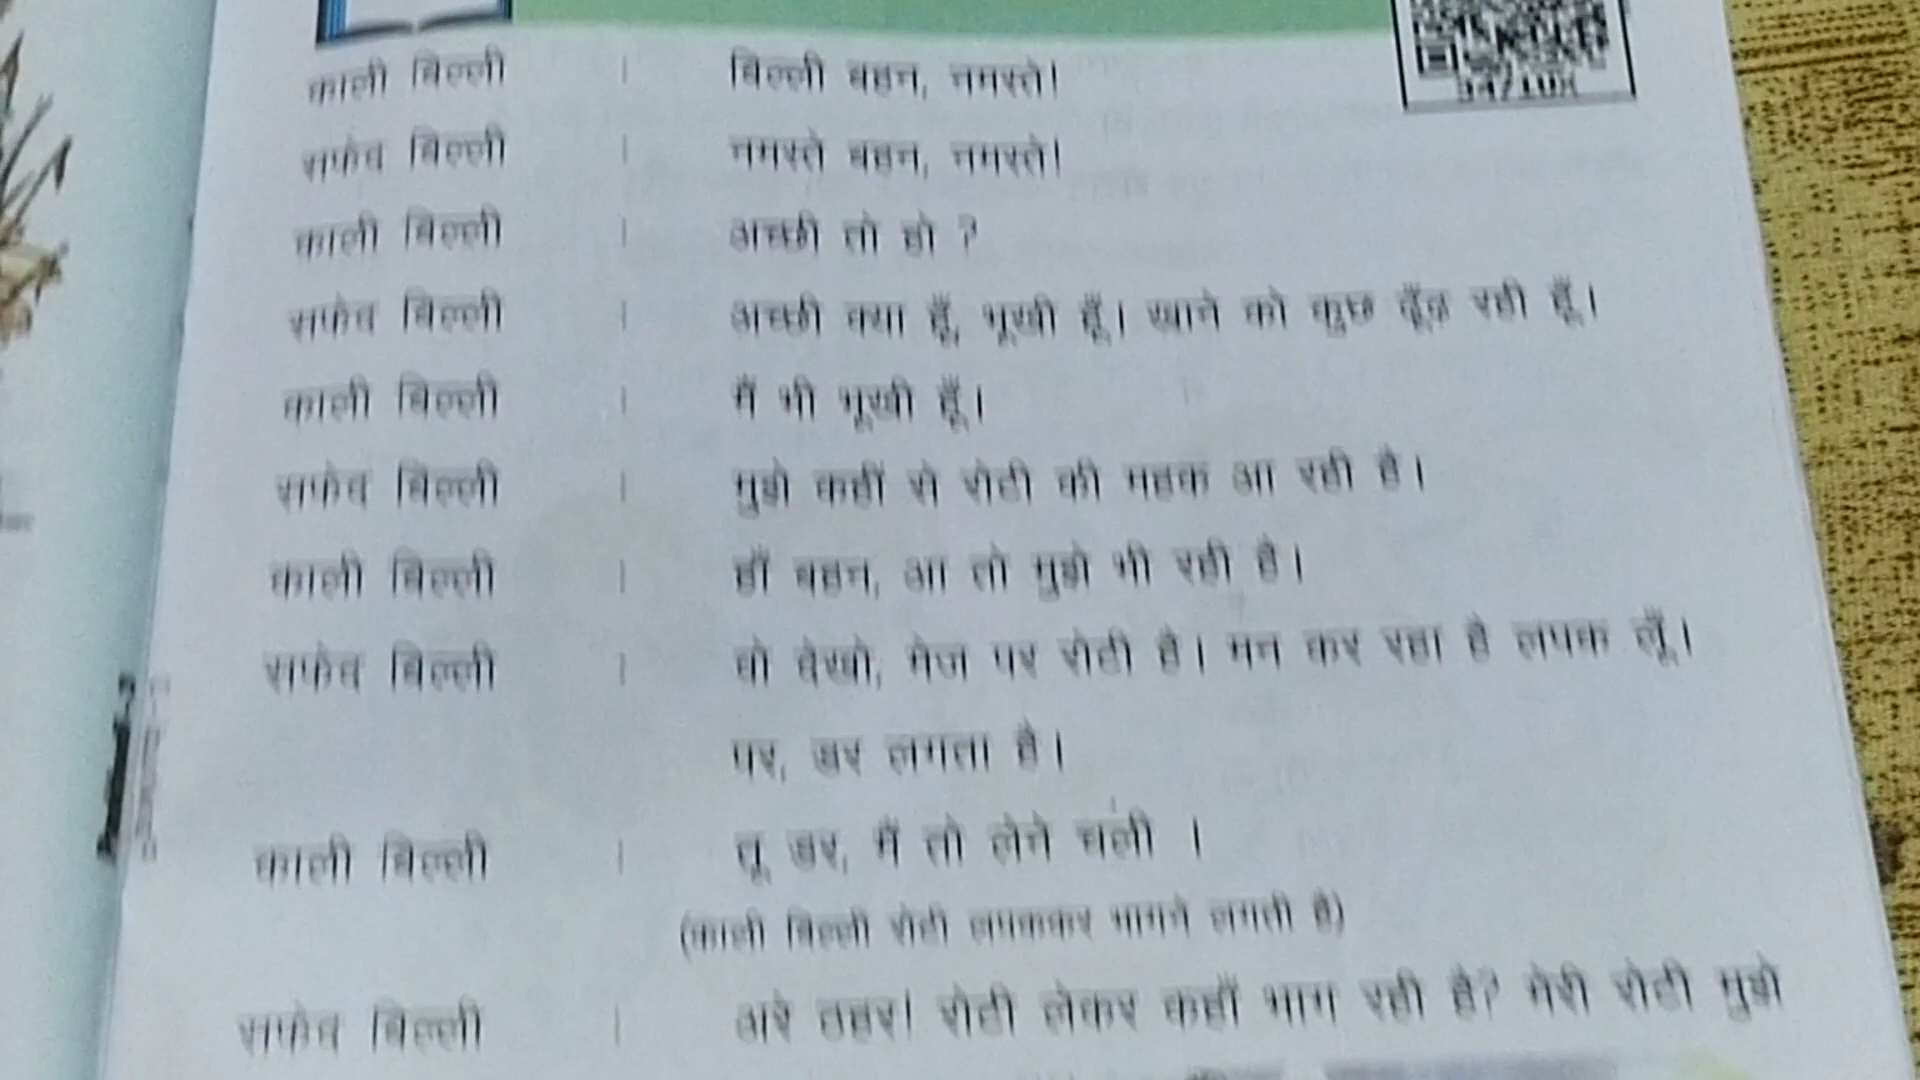 काली बिल्ली : बिल्ली बहन, नमस्ते!
सफेद बिल्ली : नमस्ते बहन, नमस्ते!
काली बिल्ली : अच्छी तो हो ?
सफेद बिल्ली : अच्छी क्या हूँ, भूखी हूँ। खाने को कुछ ढूँढ़ रही हूँ।
काली बिल्ली : मैं भी भूखी हूँ।
सफेद बिल्ली : मुझे कहीं से रोटी की महक आ रही है।
काली बिल्ली : हाँ बहन, आ तो मुझे भी रही है।
सफेद बिल्ली : वो देखो, मेज पर रोटी है। मन कर रहा है लपक लूँ।
पर, डर लगता है।
काली बिल्ली : तू डर, मैं तो लेने चली ।
(काली बिल्ली रोटी लपककर भागने लगती है)
सफेद बिल्ली : अरे ठहर! रोटी लेकर कहाँ भाग रही है? मेरी रोटी मुझे